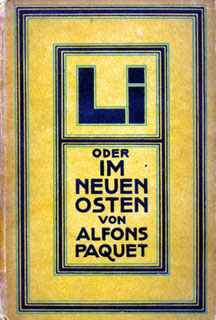 Li
ODER
IM
NEUEN
OSTEN
VON
ALFONS
PAQUET